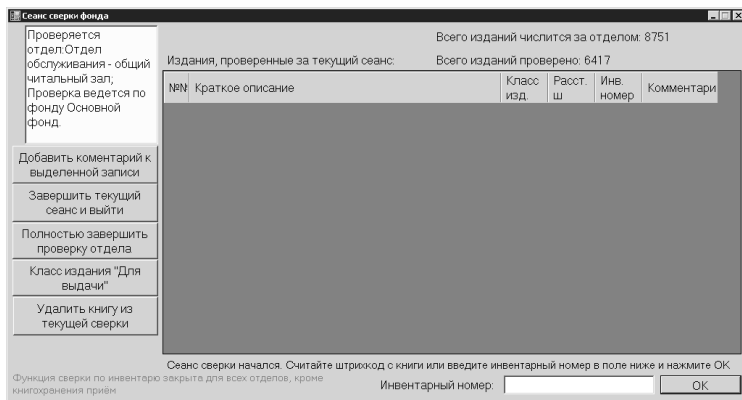 Сеанс сверки фонда
Проверяется
отдел:Отдел
обслуживания - общий
читальный зал;
Проверка ведется по
фонду Основной
фонд.
Всего изданий числится за отделом: 8751
Издания, проверенные за текущий сеанс:
Всего изданий проверено: 6417
№№ Краткое описание
Класс
изд.
Расст.
ш
Инв.
номер
Комментари
Добавить коментарий к
выделенной записи
Завершить текущий
сеанс и выйти
Полностью завершить
проверку отдела
Класс издания "Для
выдачи"
Удалить книгу из
текущей сверки
Сеанс сверки начался. Считайте штрихкод с книги или введите инвентарный номер в поле ниже и нажмите OK
Функция сверки по инвентарю закрыта для всех отделов, кроме
книгохранения приём
Инвентарный номер:
OK